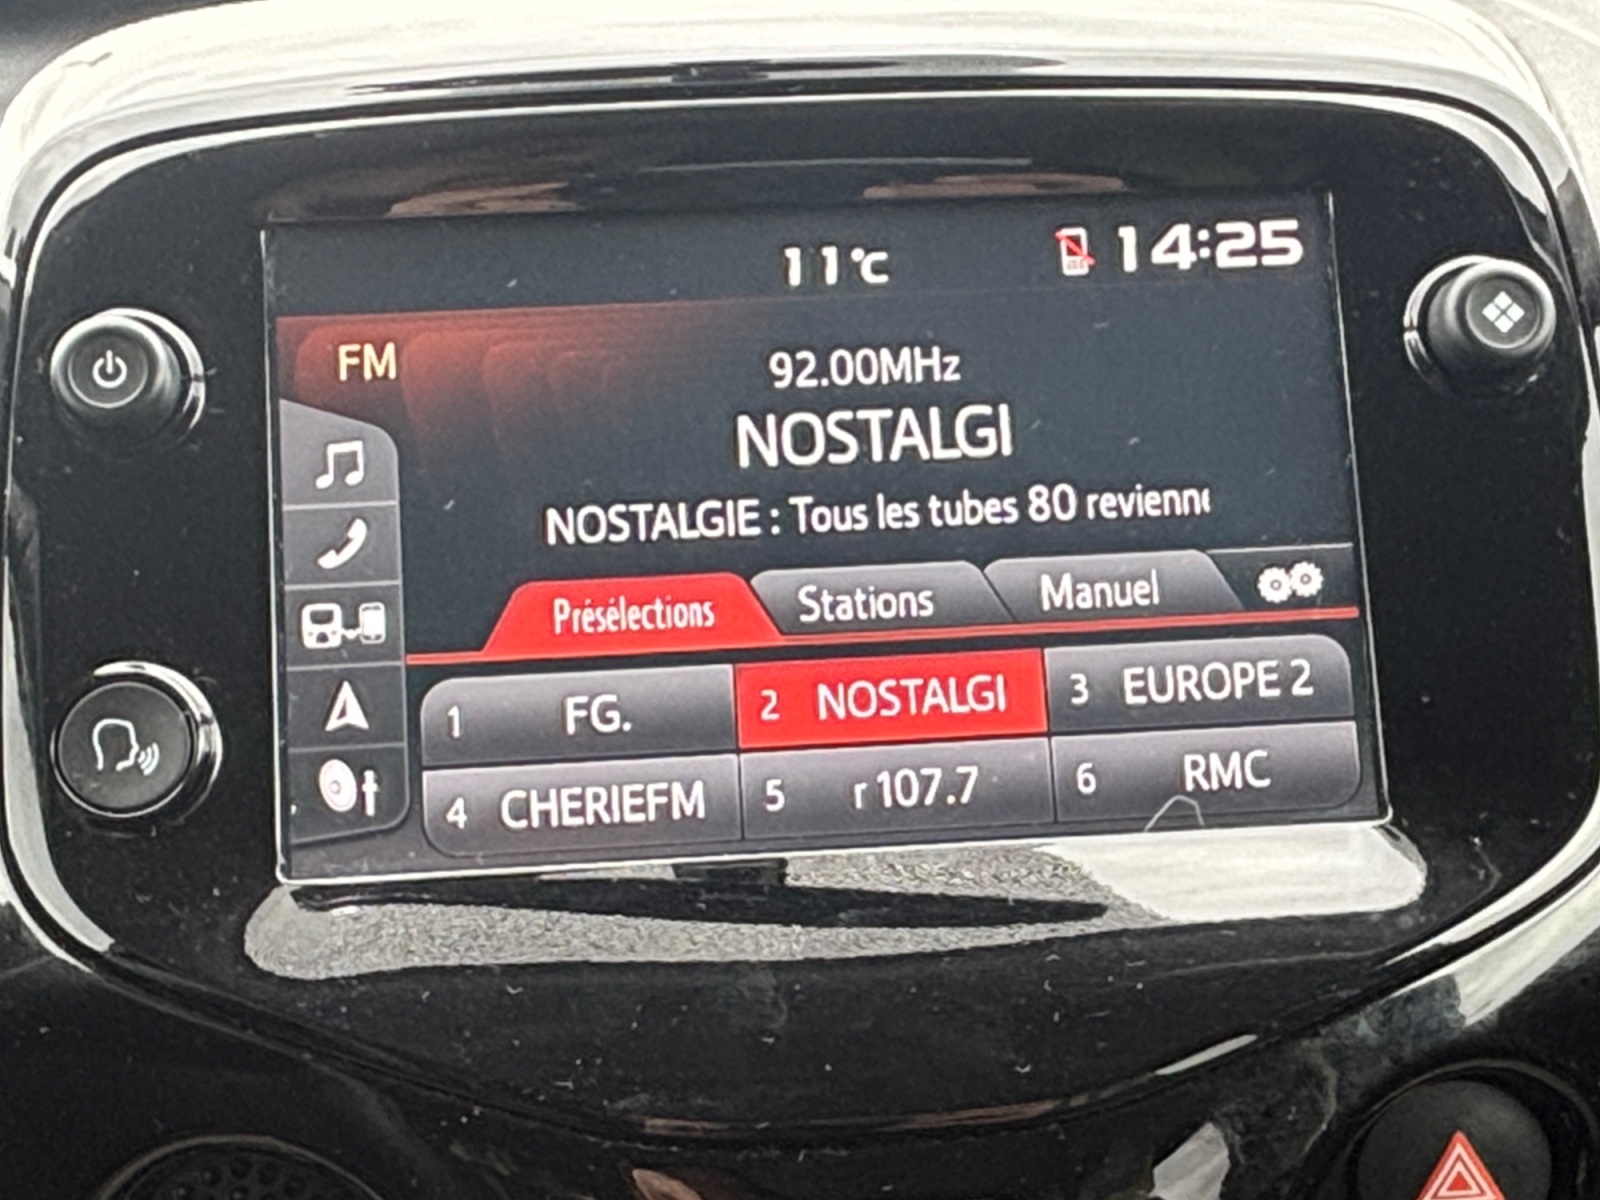 11°C 14:25
FM
92.00MHz
NOSTALGI
NOSTALGIE : Tous les tubes 80 revienn
Présélections Stations Manuel
1 FG. 2 NOSTALGI 3 EUROPE 2
4 CHERIEFM 5 r107.7 6 RMC